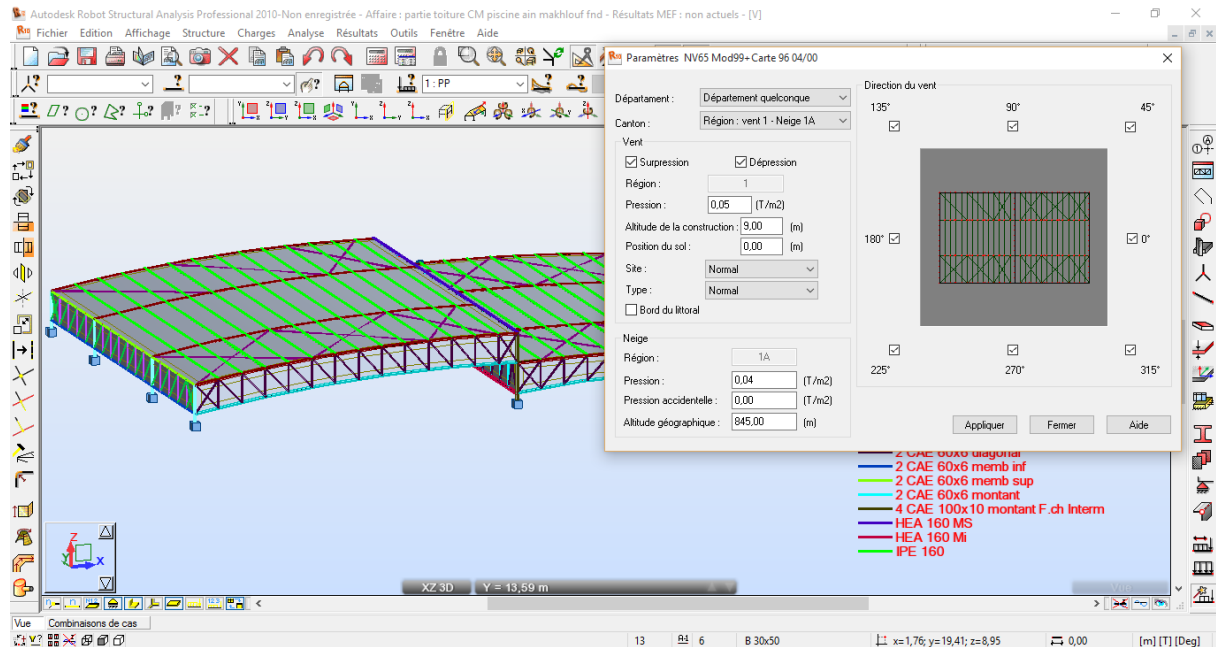 Autodesk Robot Structural Analysis Professional 2010-Non enregistrée - Affaire : partie toiture CM piscine ain makhlouf fnd - Résultats MEF : non actuels - [V]
Fichier Edition Affichage Structure Charges Analyse Résultats Outils Fenêtre Aide
1 : PP
Paramètres NV65 Mod99+Carte 96 04/00
Départament : Département quelconque
Canton : Région : vent 1 - Neige 1A
Vent
Surpression Dépression
Région : 1
Pression : 0,05 (T/m2)
Altitude de la construction : 9,00 (m)
Position du sol : 0,00 (m)
Site : Normal
Type : Normal
Bord du littoral
Neige
Région : 1A
Pression : 0,04 (T/m2)
Pression accidentelle : 0,00 (T/m2)
Altitude géographique : 845,00 (m)
Direction du vent
135° 90° 45°
180° 0°
225° 270° 315°
Appliquer Fermer Aide
2 CAE 60x6 diagonal
2 CAE 60x6 memb inf
2 CAE 60x6 memb sup
2 CAE 60x6 montant
4 CAE 100x10 montant F.ch Interm
HEA 160 MS
HEA 160 Mi
IPE 160
Z
Y
X
XZ 3D Y = 13,59 m
Vue Combinaisons de cas
13 6 B 30x50 x=1,76; y=19,41; z=8,95 0,00 [m] [T] [Deg]